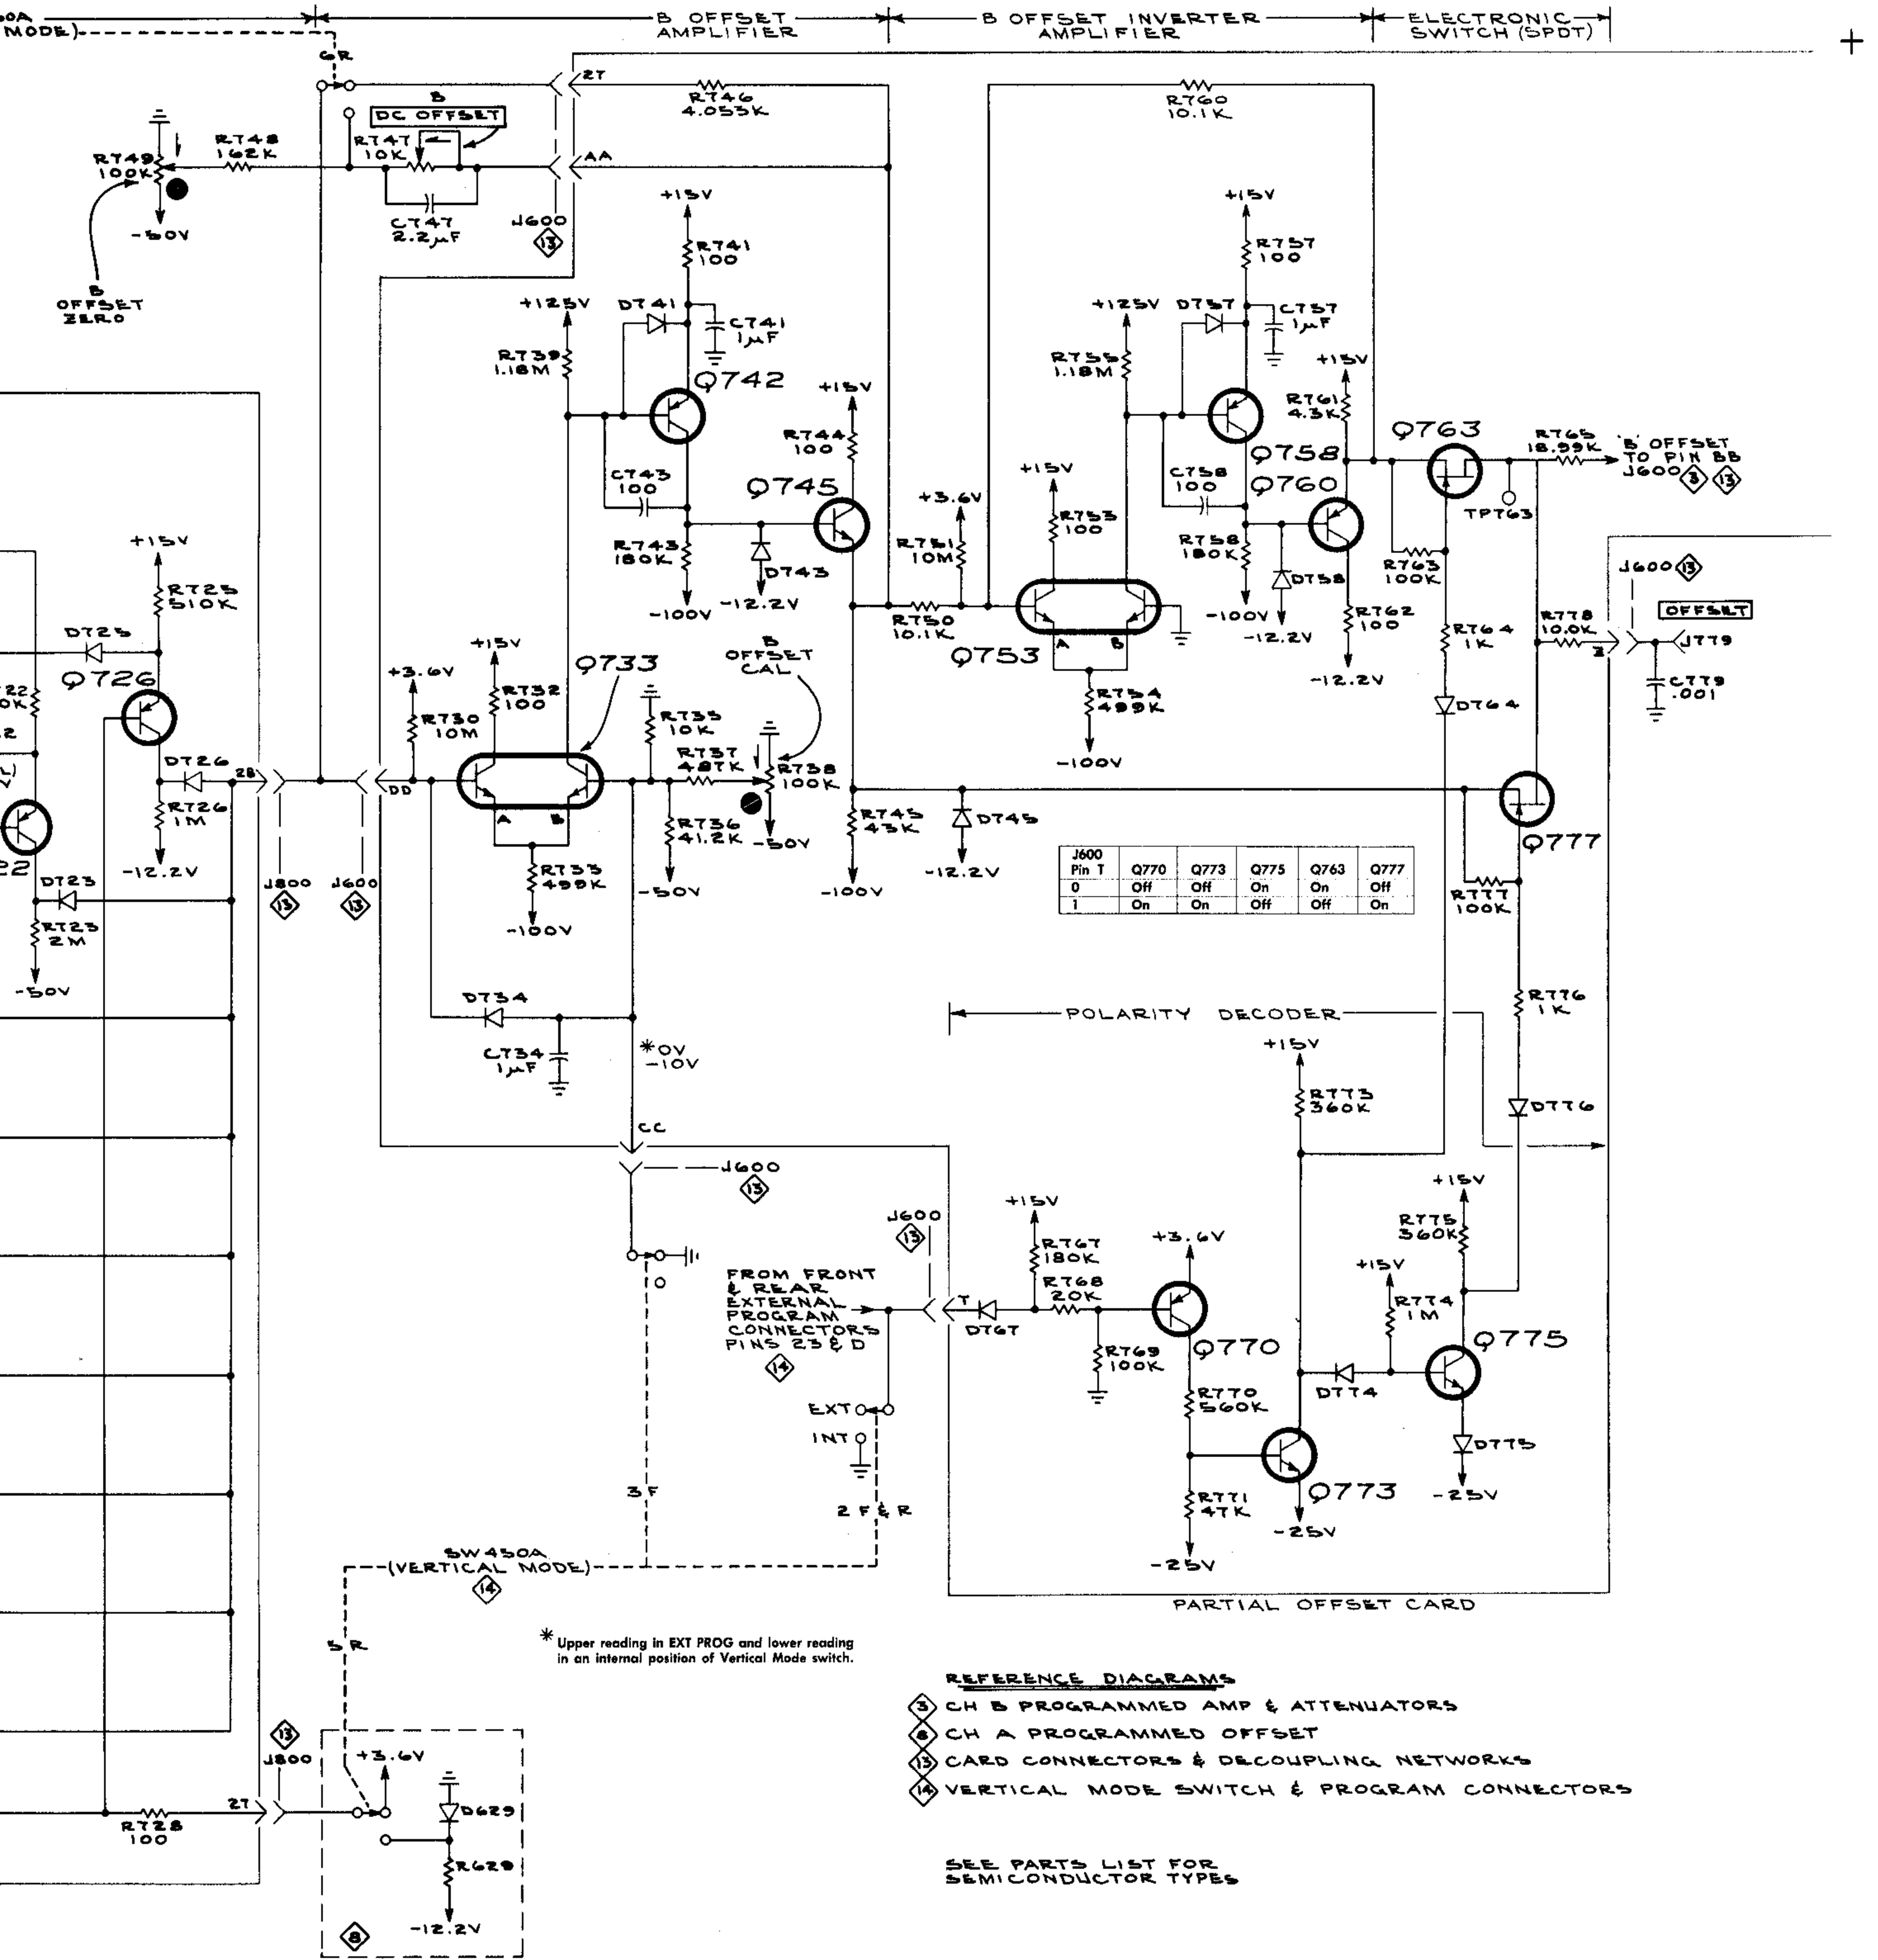 0A
MODE)
B OFFSET
AMPLIFIER
B OFFSET INVERTER
AMPLIFIER
ELECTRONIC
SWITCH (SPDT)
6R
2T
R746
4.053K
R760
10.1K
B
DC OFFSET
R749
100K
R748
162K
R747
10K
AA
C747
2.2μF
J600
13
-50V
B
OFFSET
ZERO
+15V
R741
100
+15V
R757
100
+125V
D741
C741
1μF
+125V
D757
C757
1μF
R739
1.18M
Q742
R755
1.18M
+15V
+15V
R761
4.3K
Q763
R765
18.99K
'B' OFFSET
TO PIN BB
J600 3 13
R744
100
Q758
C743
100
Q745
+15V
C758
100
Q760
TP763
+3.6V
R753
100
R743
180K
D743
R751
10M
R758
180K
D758
R763
100K
J600 13
+15V
-100V
-12.2V
R750
10.1K
-100V
-12.2V
R762
100
OFFSET
R725
510K
R764
1K
R778
10.0K
Z
J779
D725
+15V
Q733
B
OFFSET
CAL
Q753
A
B
-12.2V
C779
.001
Q726
+3.6V
R732
100
R735
10K
R754
499K
D764
R730
10M
R737
487K
R738
100K
-100V
D726
2B
DD
R726
1M
A
B
R736
41.2K
-50V
R745
43K
D745
Q777
-12.2V
J800
13
J600
13
R733
499K
-50V
-100V
-12.2V
J600
Pin T Q770 Q773 Q775 Q763 Q777
0 Off Off On On Off
1 On On Off Off On
R777
100K
D723
R723
2M
-100V
-50V
D734
C734
1μF
*0V
-10V
POLARITY DECODER
R776
1K
+15V
R773
360K
D776
CC
J600
13
+15V
J600
13
+15V
R767
180K
+3.6V
R775
360K
FROM FRONT
& REAR
EXTERNAL
PROGRAM
CONNECTORS
PINS 23 & D
14
T
D767
R768
20K
+15V
R774
1M
Q770
Q775
R769
100K
D774
R770
560K
EXT
INT
D775
3F
2 F & R
R771
47K
Q773
-25V
-25V
-25V
SW450A
(VERTICAL MODE)
14
PARTIAL OFFSET CARD
5R
* Upper reading in EXT PROG and lower reading
in an internal position of Vertical Mode switch.
REFERENCE DIAGRAMS
3 CH B PROGRAMMED AMP & ATTENUATORS
8 CH A PROGRAMMED OFFSET
13 CARD CONNECTORS & DECOUPLING NETWORKS
14 VERTICAL MODE SWITCH & PROGRAM CONNECTORS
13
J800
+3.6V
2T
D629
R728
100
R629
-12.2V
8
SEE PARTS LIST FOR
SEMICONDUCTOR TYPES